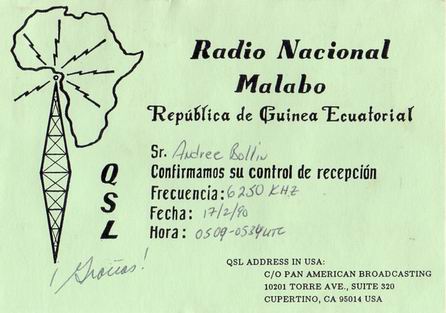 Radio Nacional
Malabo
República de Guinea Ecuatorial
Sr. Andree Bollin
Confirmamos su control de recepción
Frecuencia: 6250 KHZ
Fecha: 17/2/90
Hora: 0509-0534 UTC
QSL
¡Gracias!
QSL ADDRESS IN USA:
C/O PAN AMERICAN BROADCASTING
10201 TORRE AVE., SUITE 320
CUPERTINO, CA 95014 USA